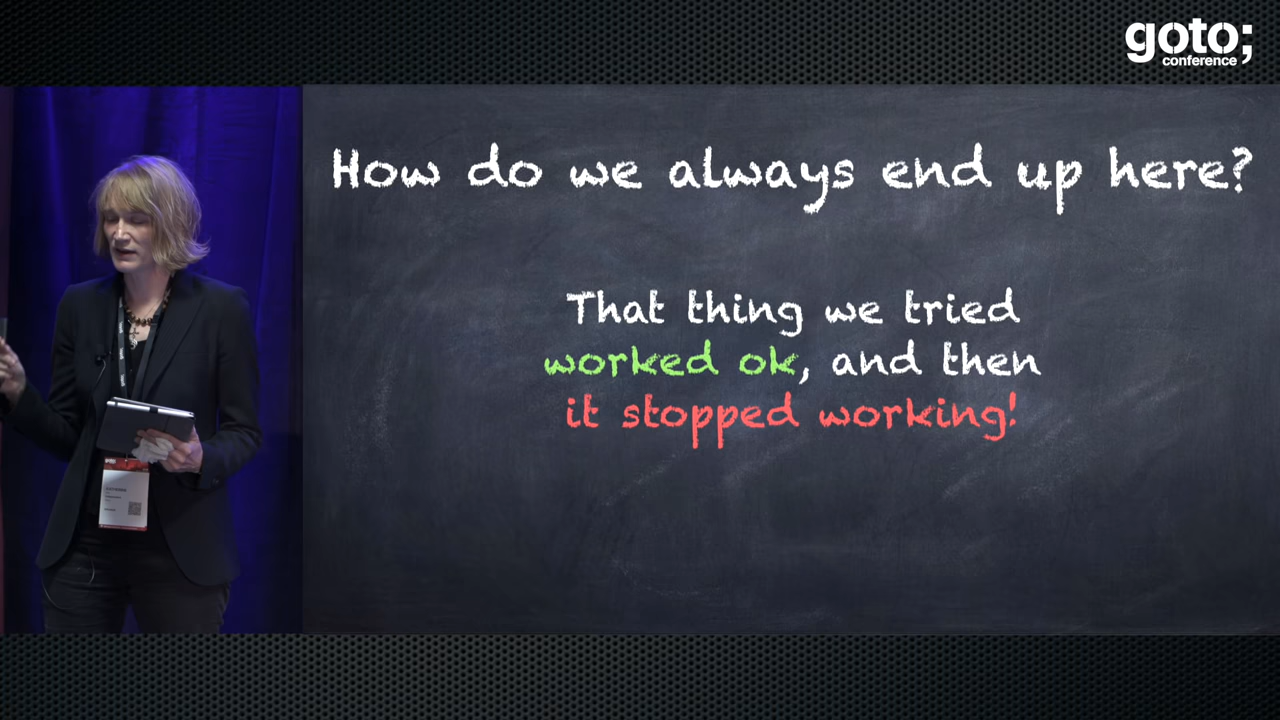 goto;
conference
How do we always end up here?
That thing we tried
worked ok, and then
it stopped working!